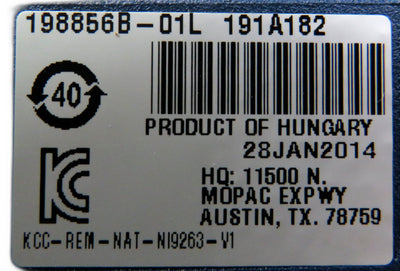 198856B-01L 191A182
40
PRODUCT OF HUNGARY
28JAN2014
HQ: 11500 N.
MOPAC EXPWY
AUSTIN, TX. 78759
KC
KCC-REM-NAT-NI9263-V1